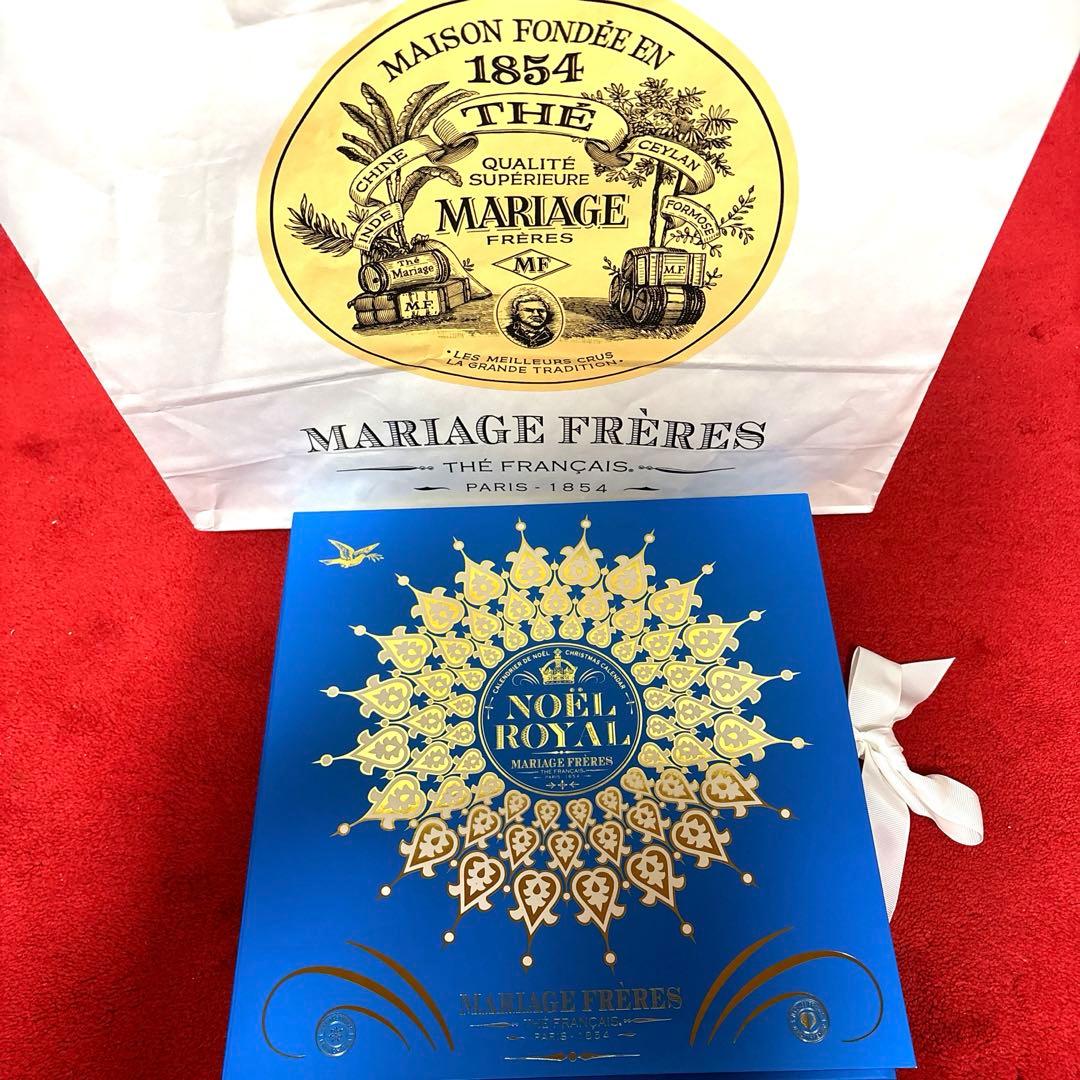 MAISON FONDÉE EN
1854
THÉ
CHINE
CEYLAN
INDE
FORMOSE
QUALITÉ
SUPÉRIEURE
MARIAGE
FRÈRES
MF
Thé
Mariage
M.F.
M.F.
•LES MEILLEURS CRUS
LA GRANDE TRADITION•
MARIAGE FRÈRES
THÉ FRANÇAIS
PARIS - 1854
CALENDRIER DE NOËL
CHRISTMAS CALENDAR
NOËL
ROYAL
MARIAGE FRÈRES
THÉ FRANÇAIS
PARIS - 1854
MARIAGE FRÈRES
THÉ FRANÇAIS
PARIS - 1854